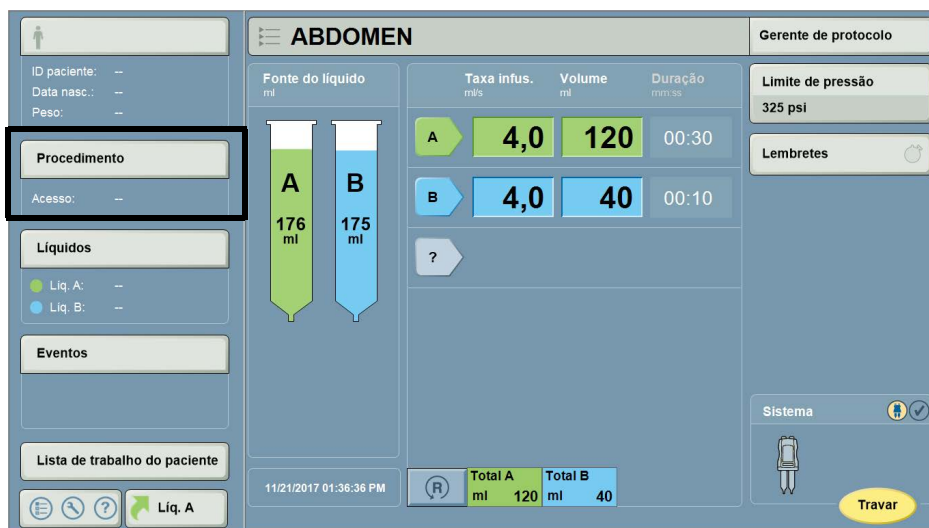 ABDOMEN
Gerente de protocolo
ID paciente: --
Data nasc.: --
Peso: --
Procedimento
Acesso: --
Líquidos
Liq. A: --
Liq. B: --
Eventos
Lista de trabalho do paciente
? Líq. A
Fonte do líquido
ml
A
176
ml
B
175
ml
11/21/2017 01:36:36 PM
Taxa infus. Volume Duração
ml/s ml mm:ss
A 4,0 120 00:30
B 4,0 40 00:10
?
R
Total A
ml 120
Total B
ml 40
Limite de pressão
325 psi
Lembretes
Sistema
Travar